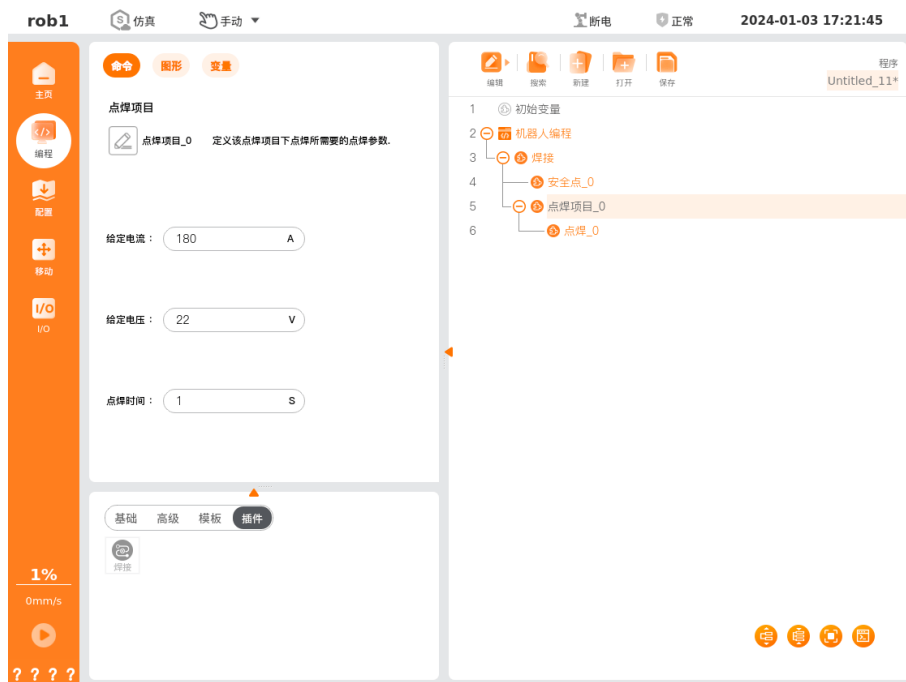 rob1 仿真 手动 断电 正常 2024-01-03 17:21:45
主页
编程
配置
移动
I/O
I/O
1%
0mm/s
? ? ? ?
命令 图形 变量
点焊项目
点焊项目_0 定义该点焊项目下点焊所需要的点焊参数.
给定电流： 180 A
给定电压： 22 V
点焊时间： 1 S
基础 高级 模板 插件
焊接
编辑 搜索 新建 打开 保存
程序
Untitled_11*
1 初始变量
2 机器人编程
3 焊接
4 安全点_0
5 点焊项目_0
6 点焊_0